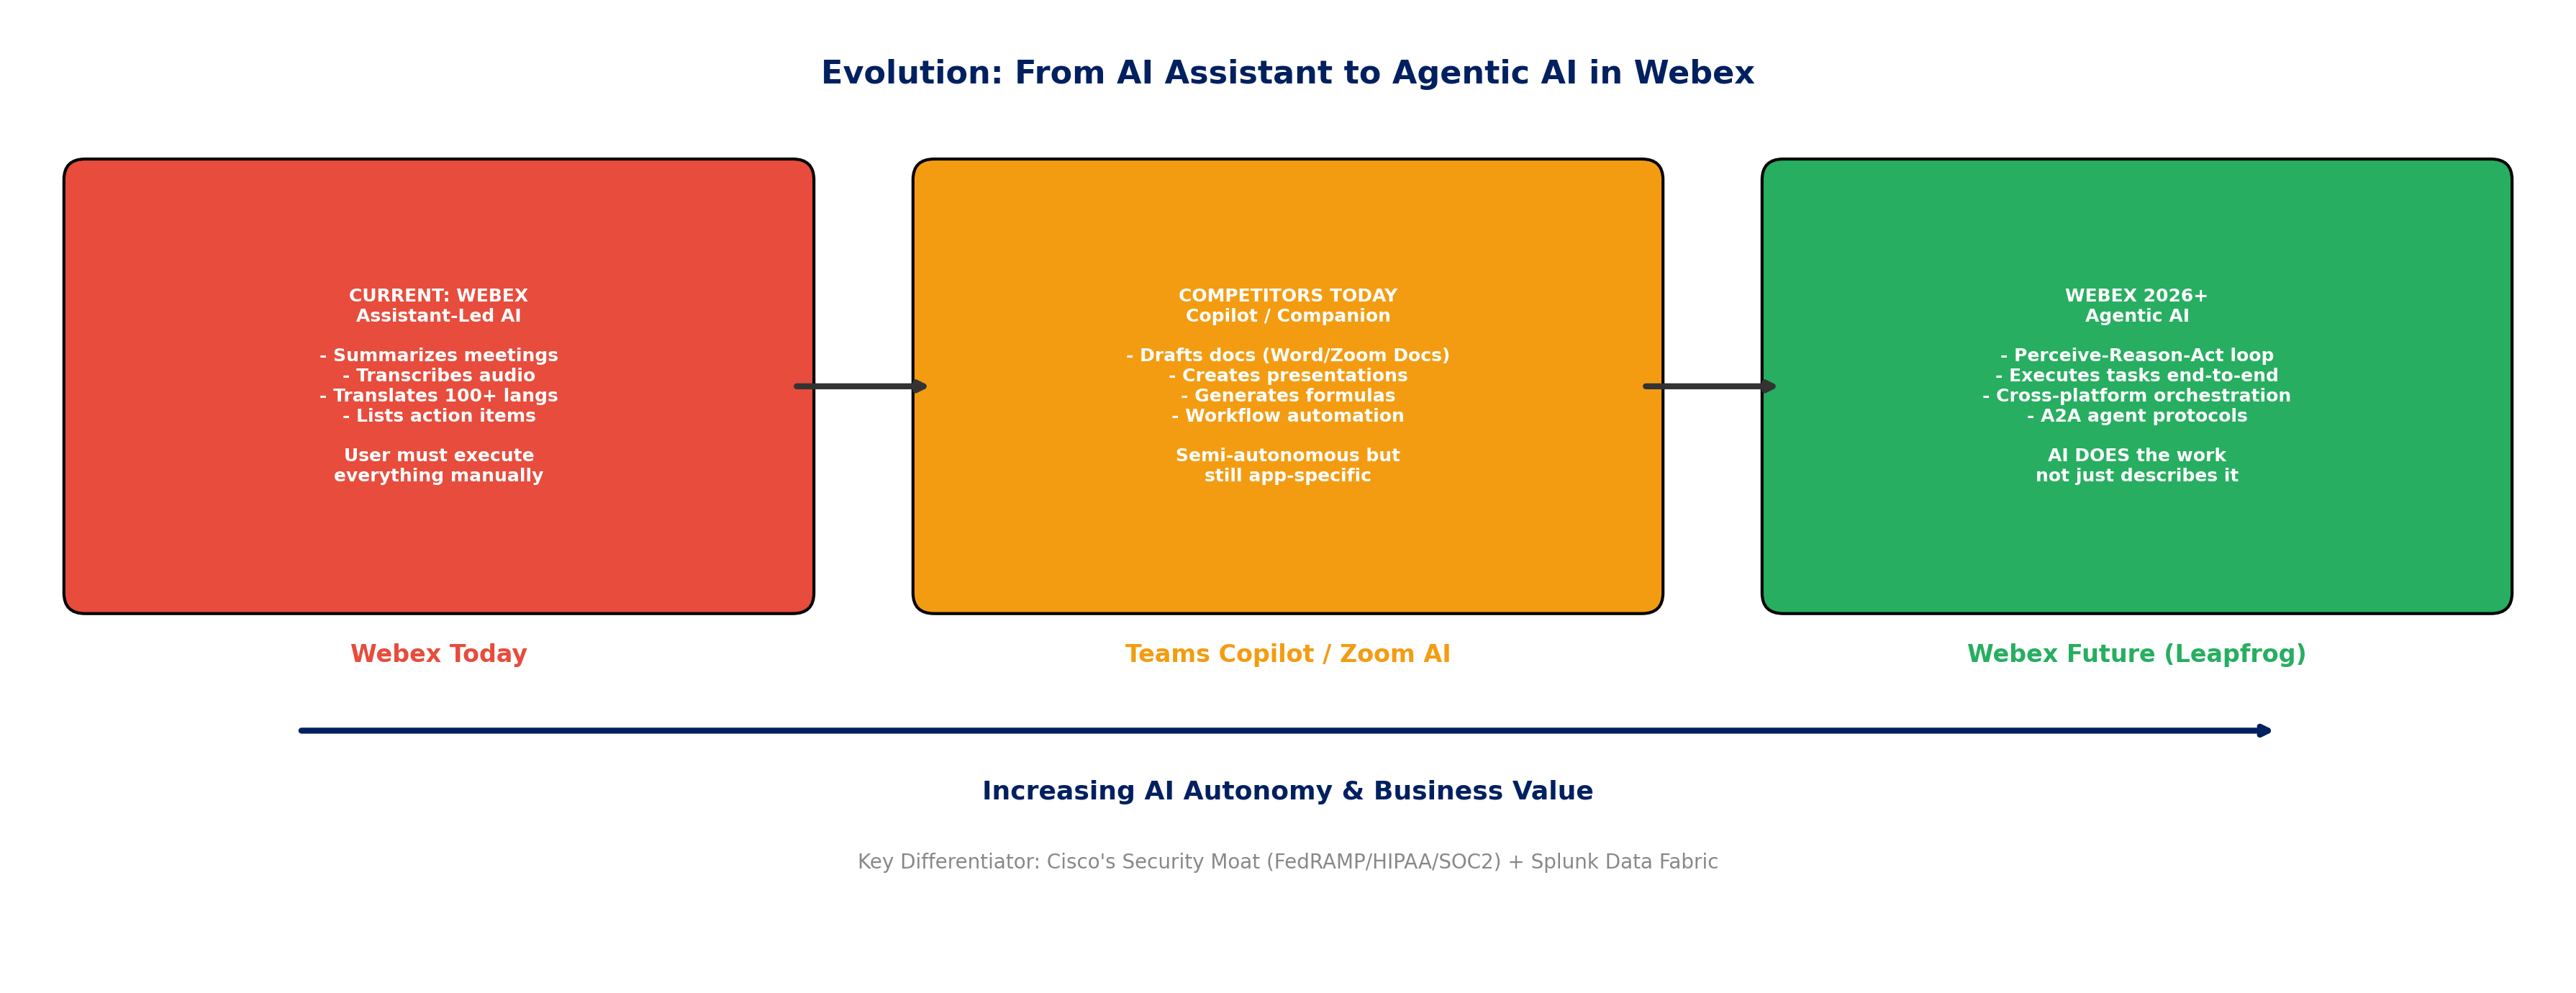 Evolution: From AI Assistant to Agentic AI in Webex
CURRENT: WEBEX
Assistant-Led AI
- Summarizes meetings
- Transcribes audio
- Translates 100+ langs
- Lists action items
User must execute
everything manually
Webex Today
COMPETITORS TODAY
Copilot / Companion
- Drafts docs (Word/Zoom Docs)
- Creates presentations
- Generates formulas
- Workflow automation
Semi-autonomous but
still app-specific
Teams Copilot / Zoom AI
WEBEX 2026+
Agentic AI
- Perceive-Reason-Act loop
- Executes tasks end-to-end
- Cross-platform orchestration
- A2A agent protocols
AI DOES the work
not just describes it
Webex Future (Leapfrog)
Increasing AI Autonomy & Business Value
Key Differentiator: Cisco's Security Moat (FedRAMP/HIPAA/SOC2) + Splunk Data Fabric